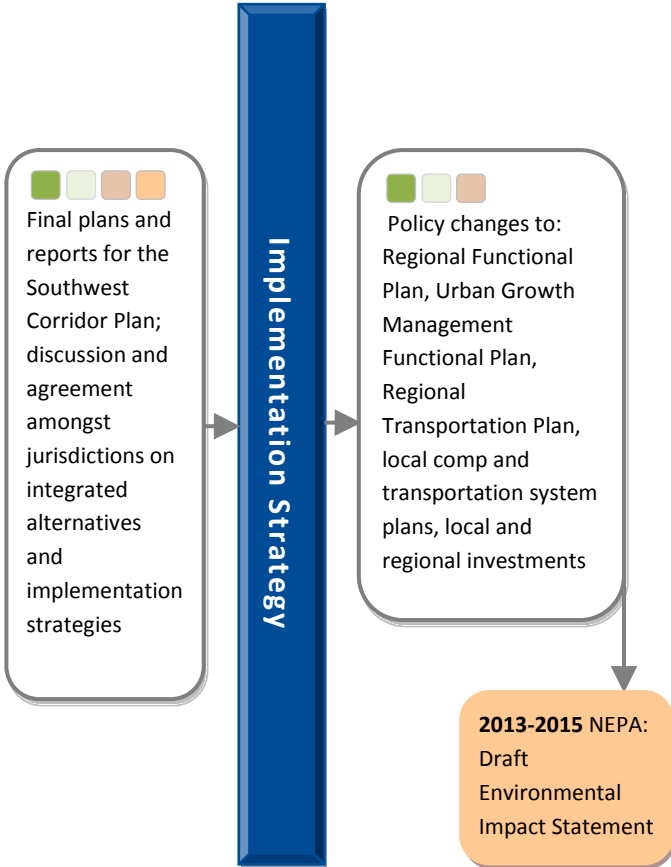 Final plans and
reports for the
Southwest
Corridor Plan;
discussion and
agreement
amongst
jurisdictions on
integrated
alternatives
and
implementation
strategies
Implementation Strategy
Policy changes to:
Regional Functional
Plan, Urban Growth
Management
Functional Plan,
Regional
Transportation Plan,
local comp and
transportation system
plans, local and
regional investments
2013-2015 NEPA:
Draft
Environmental
Impact Statement